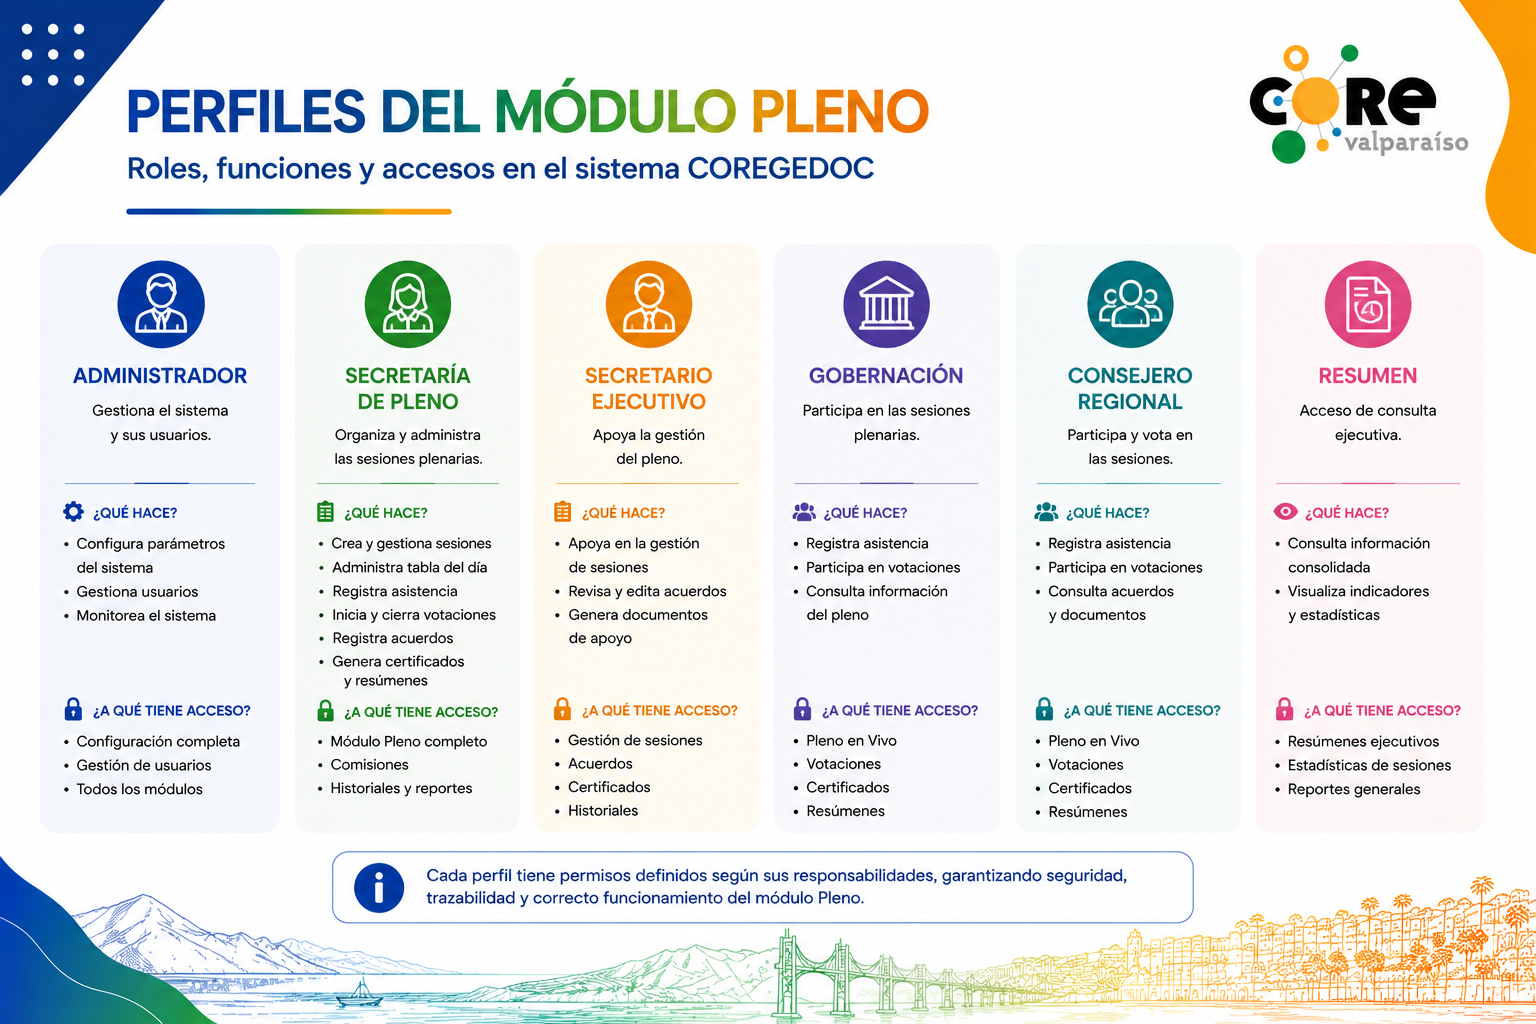 PERFILES DEL MÓDULO PLENO
Roles, funciones y accesos en el sistema COREGEDOC
CORe
valparaíso
ADMINISTRADOR
Gestiona el sistema
y sus usuarios.
¿QUÉ HACE?
• Configura parámetros
del sistema
• Gestiona usuarios
• Monitorea el sistema
¿A QUÉ TIENE ACCESO?
• Configuración completa
• Gestión de usuarios
• Todos los módulos
SECRETARÍA
DE PLENO
Organiza y administra
las sesiones plenarias.
¿QUÉ HACE?
• Crea y gestiona sesiones
• Administra tabla del día
• Registra asistencia
• Inicia y cierra votaciones
• Registra acuerdos
• Genera certificados
y resúmenes
¿A QUÉ TIENE ACCESO?
• Módulo Pleno completo
• Comisiones
• Historiales y reportes
SECRETARIO
EJECUTIVO
Apoya la gestión
del pleno.
¿QUÉ HACE?
• Apoya en la gestión
de sesiones
• Revisa y edita acuerdos
• Genera documentos
de apoyo
¿A QUÉ TIENE ACCESO?
• Gestión de sesiones
• Acuerdos
• Certificados
• Historiales
GOBERNACIÓN
Participa en las sesiones
plenarias.
¿QUÉ HACE?
• Registra asistencia
• Participa en votaciones
• Consulta información
del pleno
¿A QUÉ TIENE ACCESO?
• Pleno en Vivo
• Votaciones
• Certificados
• Resúmenes
CONSEJERO
REGIONAL
Participa y vota en
las sesiones.
¿QUÉ HACE?
• Registra asistencia
• Participa en votaciones
• Consulta acuerdos
y documentos
¿A QUÉ TIENE ACCESO?
• Pleno en Vivo
• Votaciones
• Certificados
• Resúmenes
RESUMEN
Acceso de consulta
ejecutiva.
¿QUÉ HACE?
• Consulta información
consolidada
• Visualiza indicadores
y estadísticas
¿A QUÉ TIENE ACCESO?
• Resúmenes ejecutivos
• Estadísticas de sesiones
• Reportes generales
Cada perfil tiene permisos definidos según sus responsabilidades, garantizando seguridad,
trazabilidad y correcto funcionamiento del módulo Pleno.